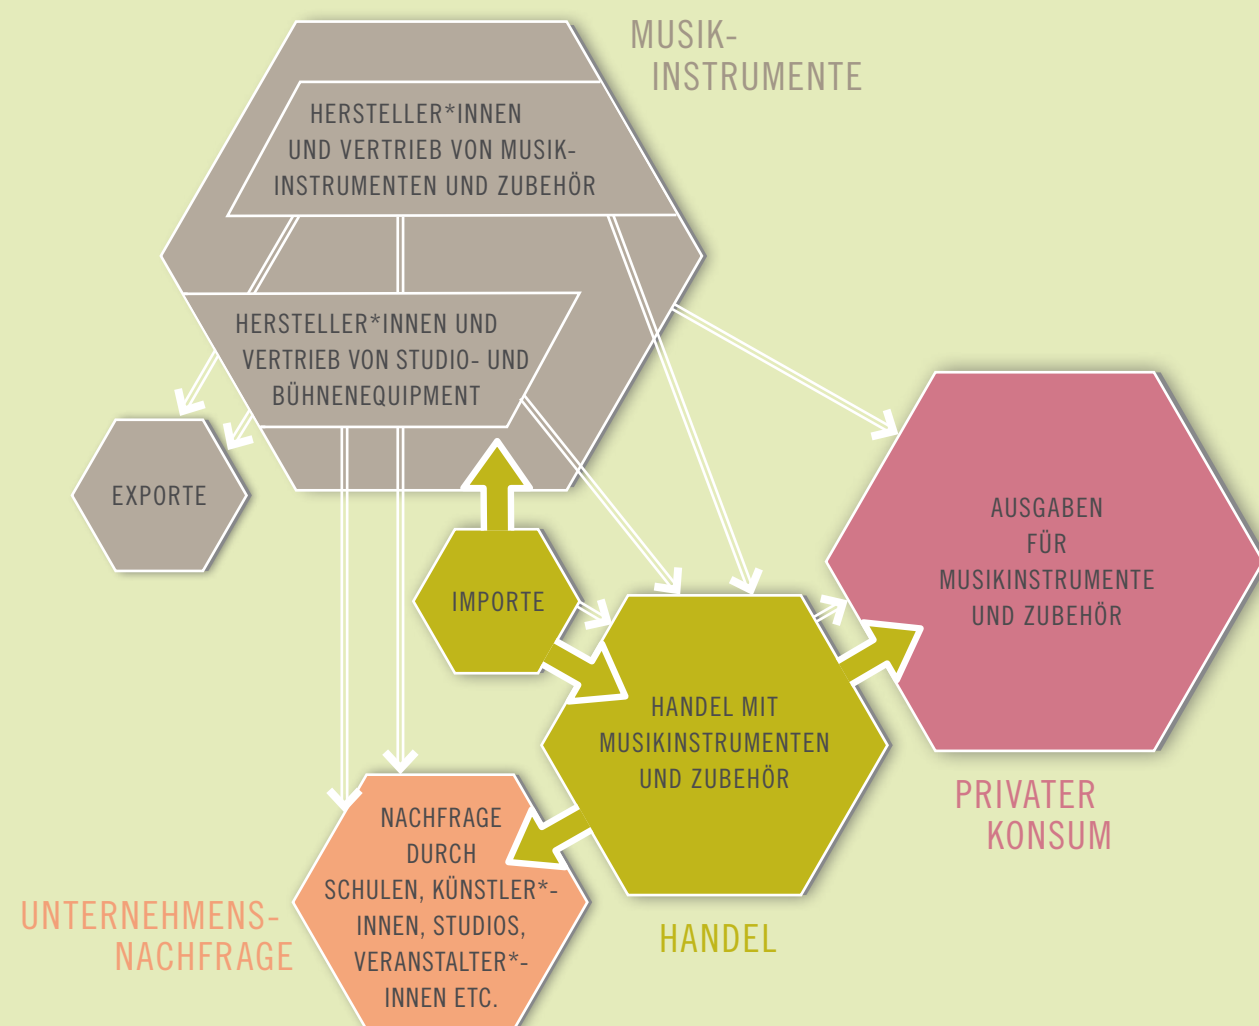 MUSIK-
INSTRUMENTE
HERSTELLER*INNEN
UND VERTRIEB VON MUSIK-
INSTRUMENTEN UND ZUBEHÖR
HERSTELLER*INNEN UND
VERTRIEB VON STUDIO- UND
BÜHNENEQUIPMENT
EXPORTE
IMPORTE
AUSGABEN
FÜR
MUSIKINSTRUMENTE
UND ZUBEHÖR
PRIVATER
KONSUM
HANDEL MIT
MUSIKINSTRUMENTEN
UND ZUBEHÖR
HANDEL
NACHFRAGE
DURCH
SCHULEN, KÜNSTLER*-
INNEN, STUDIOS,
VERANSTALTER*-
INNEN ETC.
UNTERNEHMENS-
NACHFRAGE